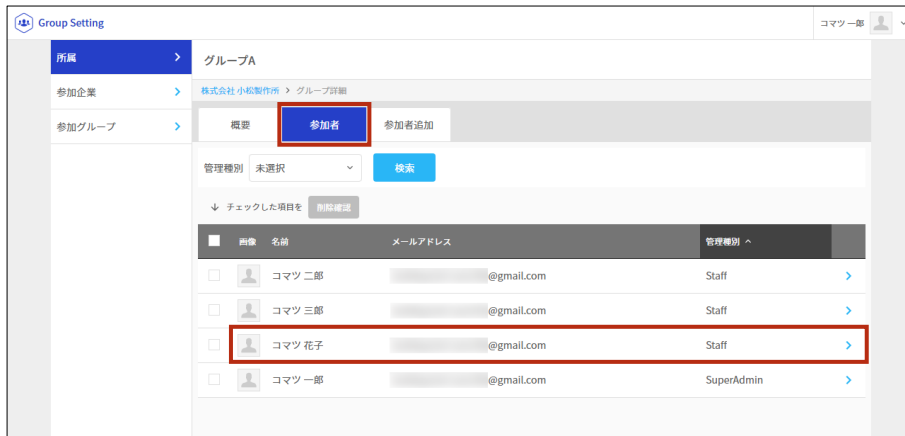 Group Setting
コマツ 一郎
所属
参加企業
参加グループ
グループA
株式会社 小松製作所 > グループ詳細
概要 参加者 参加者追加
管理種別 未選択 検索
↓ チェックした項目を 削除確認
画像 名前 メールアドレス 管理種別
コマツ 二郎 @gmail.com Staff
コマツ 三郎 @gmail.com Staff
コマツ 花子 @gmail.com Staff
コマツ 一郎 @gmail.com SuperAdmin